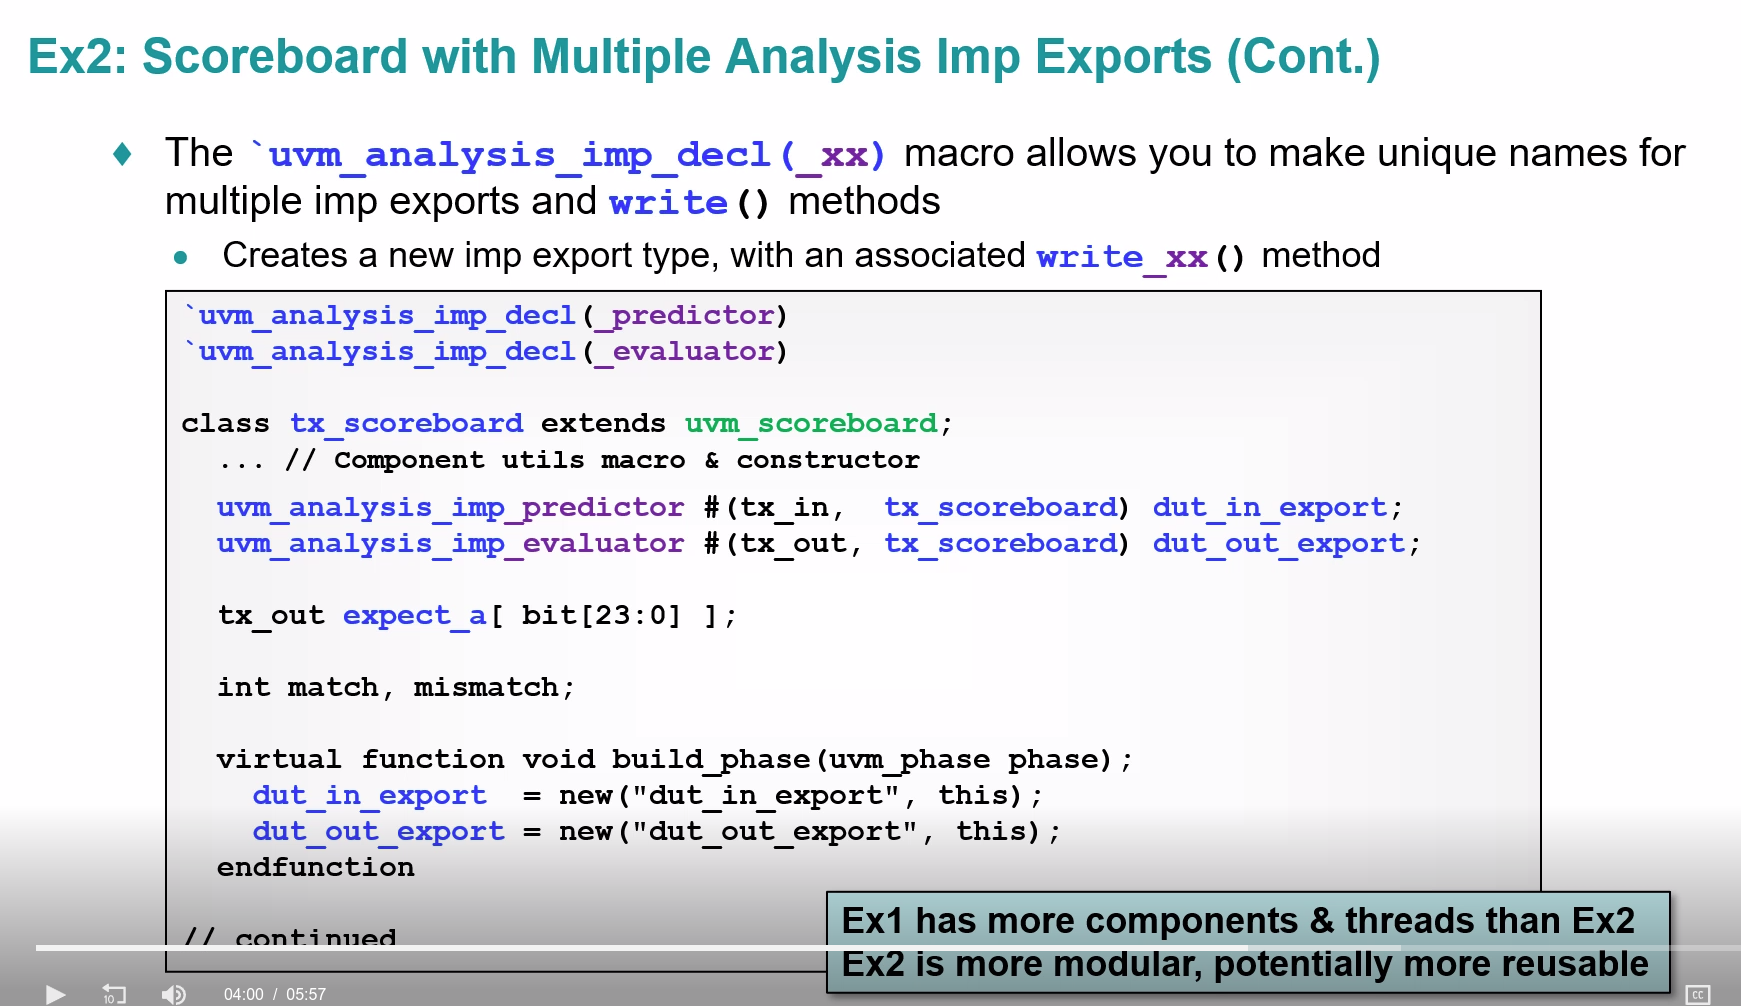 Ex2: Scoreboard with Multiple Analysis Imp Exports (Cont.)
The `uvm_analysis_imp_decl(_xx) macro allows you to make unique names for
multiple imp exports and write() methods
Creates a new imp export type, with an associated write_xx() method
`uvm_analysis_imp_decl(_predictor)
`uvm_analysis_imp_decl(_evaluator)
class tx_scoreboard extends uvm_scoreboard;
... // Component utils macro & constructor
uvm_analysis_imp_predictor #(tx_in, tx_scoreboard) dut_in_export;
uvm_analysis_imp_evaluator #(tx_out, tx_scoreboard) dut_out_export;
tx_out expect_a[ bit[23:0] ];
int match, mismatch;
virtual function void build_phase(uvm_phase phase);
dut_in_export = new("dut_in_export", this);
dut_out_export = new("dut_out_export", this);
endfunction
// continued
Ex1 has more components & threads than Ex2
Ex2 is more modular, potentially more reusable
10
04:00 / 05:57
CC